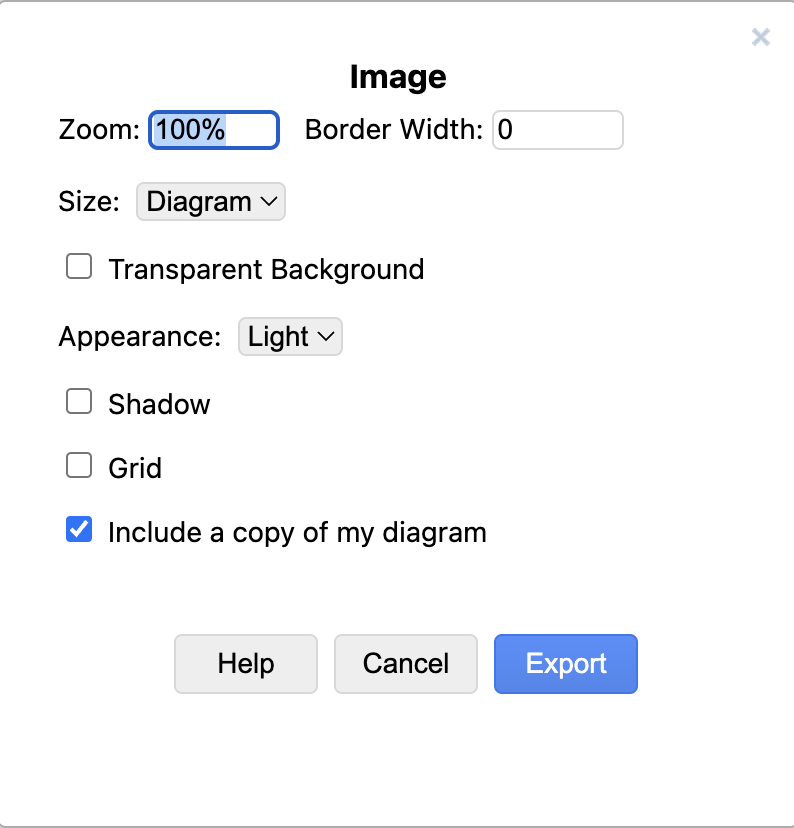 Image
Zoom: 100% Border Width: 0
Size: Diagram
Transparent Background
Appearance: Light
Shadow
Grid
Include a copy of my diagram
Help Cancel Export